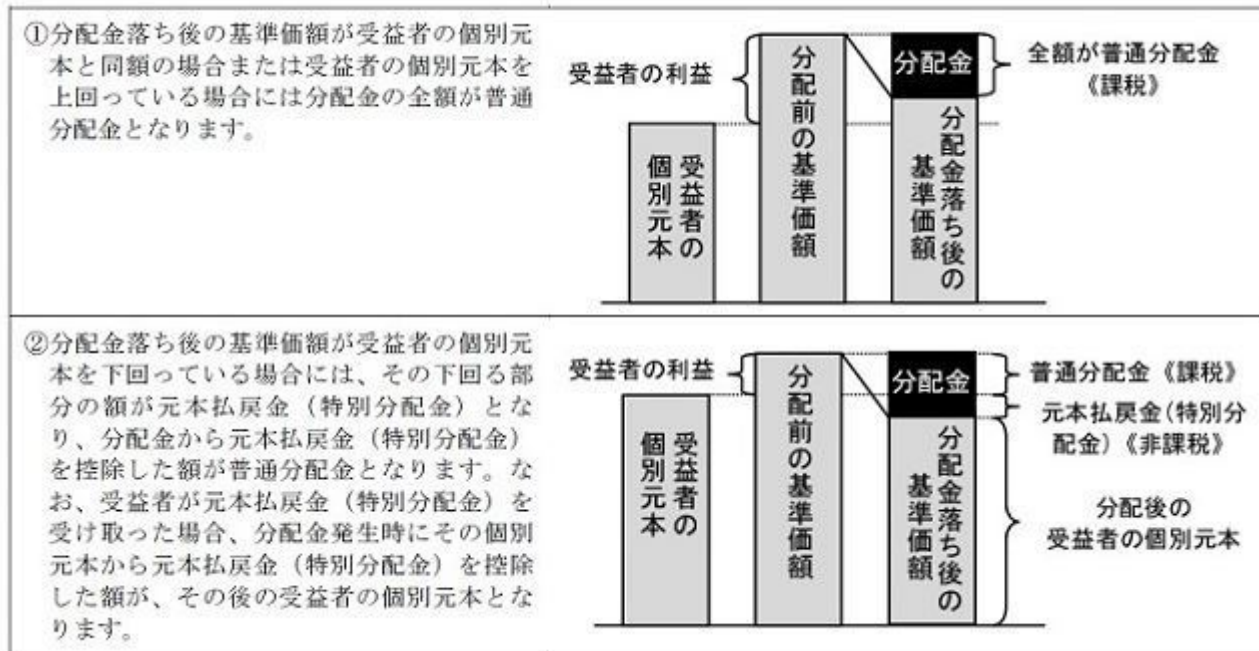 ①分配金落ち後の基準価額が受益者の個別元
本と同額の場合または受益者の個別元本を
上回っている場合には分配金の全額が普通
分配金となります。
受益者の利益
受益者の
個別元本
分配前の基準価額
分配金
分配金落ち後の
基準価額
全額が普通分配金
《課税》
②分配金落ち後の基準価額が受益者の個別元
本を下回っている場合には、その下回る部
分の額が元本払戻金（特別分配金）とな
り、分配金から元本払戻金（特別分配金）
を控除した額が普通分配金となります。な
お、受益者が元本払戻金（特別分配金）を
受け取った場合、分配金発生時にその個別
元本から元本払戻金（特別分配金）を控除
した額が、その後の受益者の個別元本とな
ります。
受益者の利益
受益者の
個別元本
分配前の基準価額
分配金
分配金落ち後の
基準価額
普通分配金《課税》
元本払戻金(特別分
配金)《非課税》
分配後の
受益者の個別元本